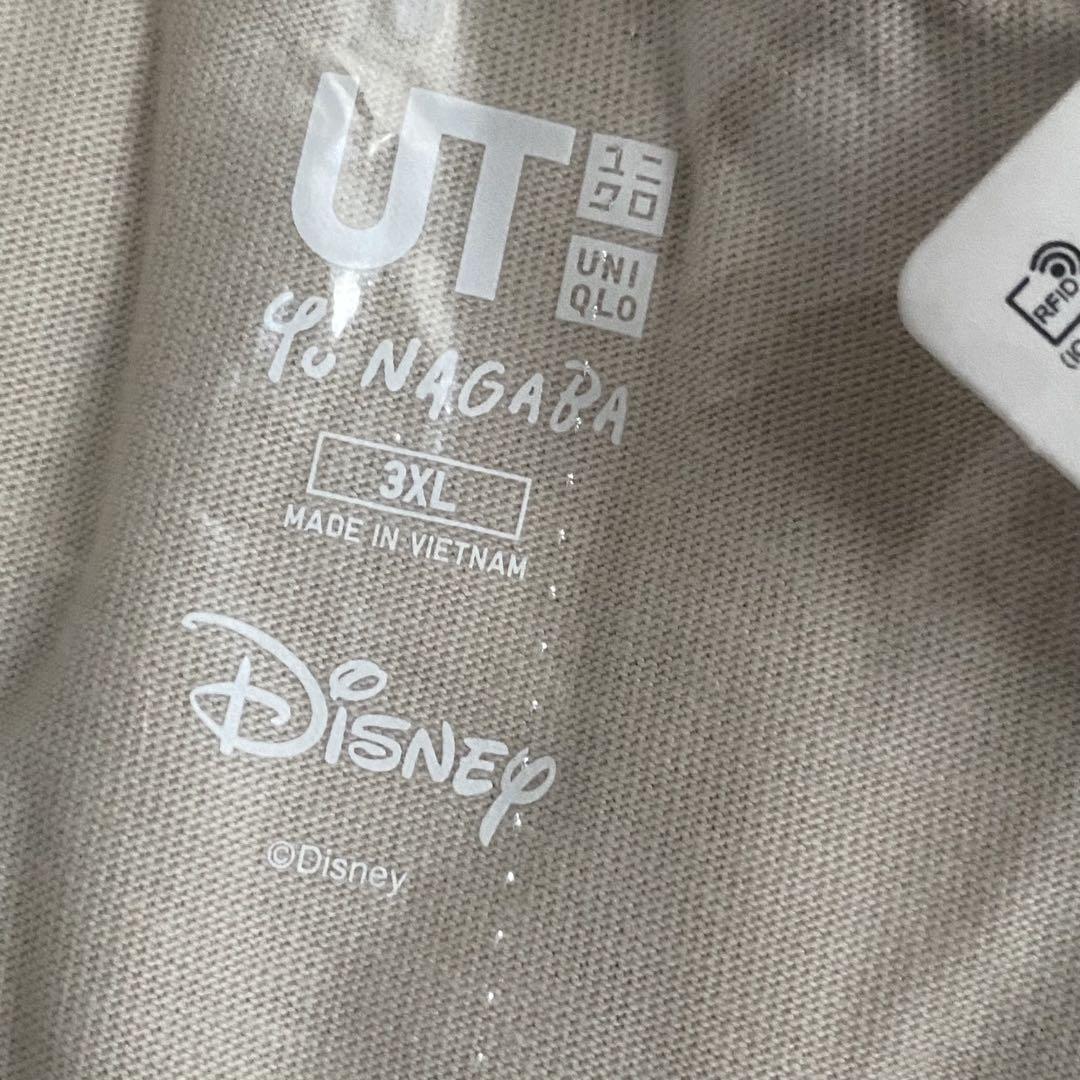 UT
ユニ
クロ
UNI
QLO
Yu NAGABA
3XL
MADE IN VIETNAM
Disney
©Disney
RFID